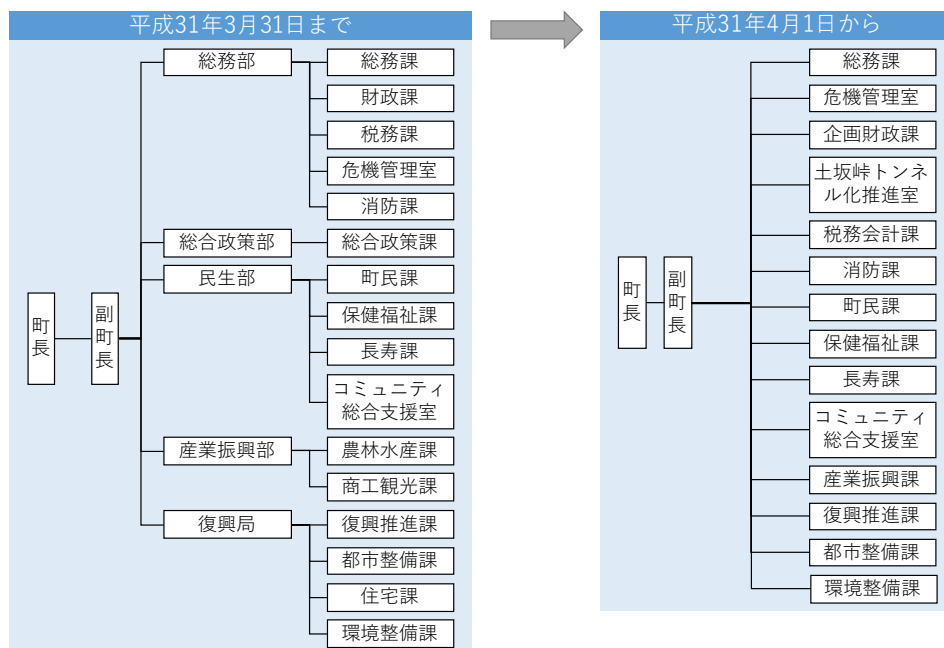 平成31年3月31日まで
町長
副町長
総務部
総務課
財政課
税務課
危機管理室
消防課
総合政策部
総合政策課
民生部
町民課
保健福祉課
長寿課
コミュニティ
総合支援室
産業振興部
農林水産課
商工観光課
復興局
復興推進課
都市整備課
住宅課
環境整備課
平成31年4月1日から
町長
副町長
総務課
危機管理室
企画財政課
土坂峠トンネ
ル化推進室
税務会計課
消防課
町民課
保健福祉課
長寿課
コミュニティ
総合支援室
産業振興課
復興推進課
都市整備課
環境整備課